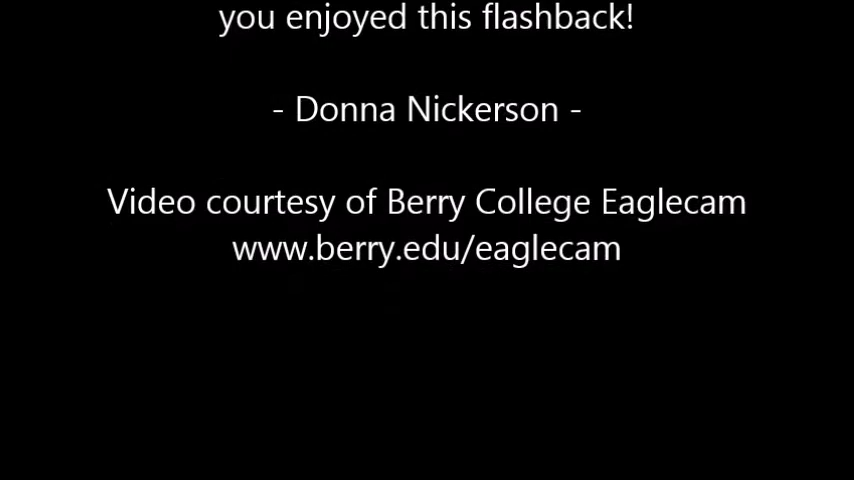 you enjoyed this flashback!
- Donna Nickerson -
Video courtesy of Berry College Eaglecam
www.berry.edu/eaglecam